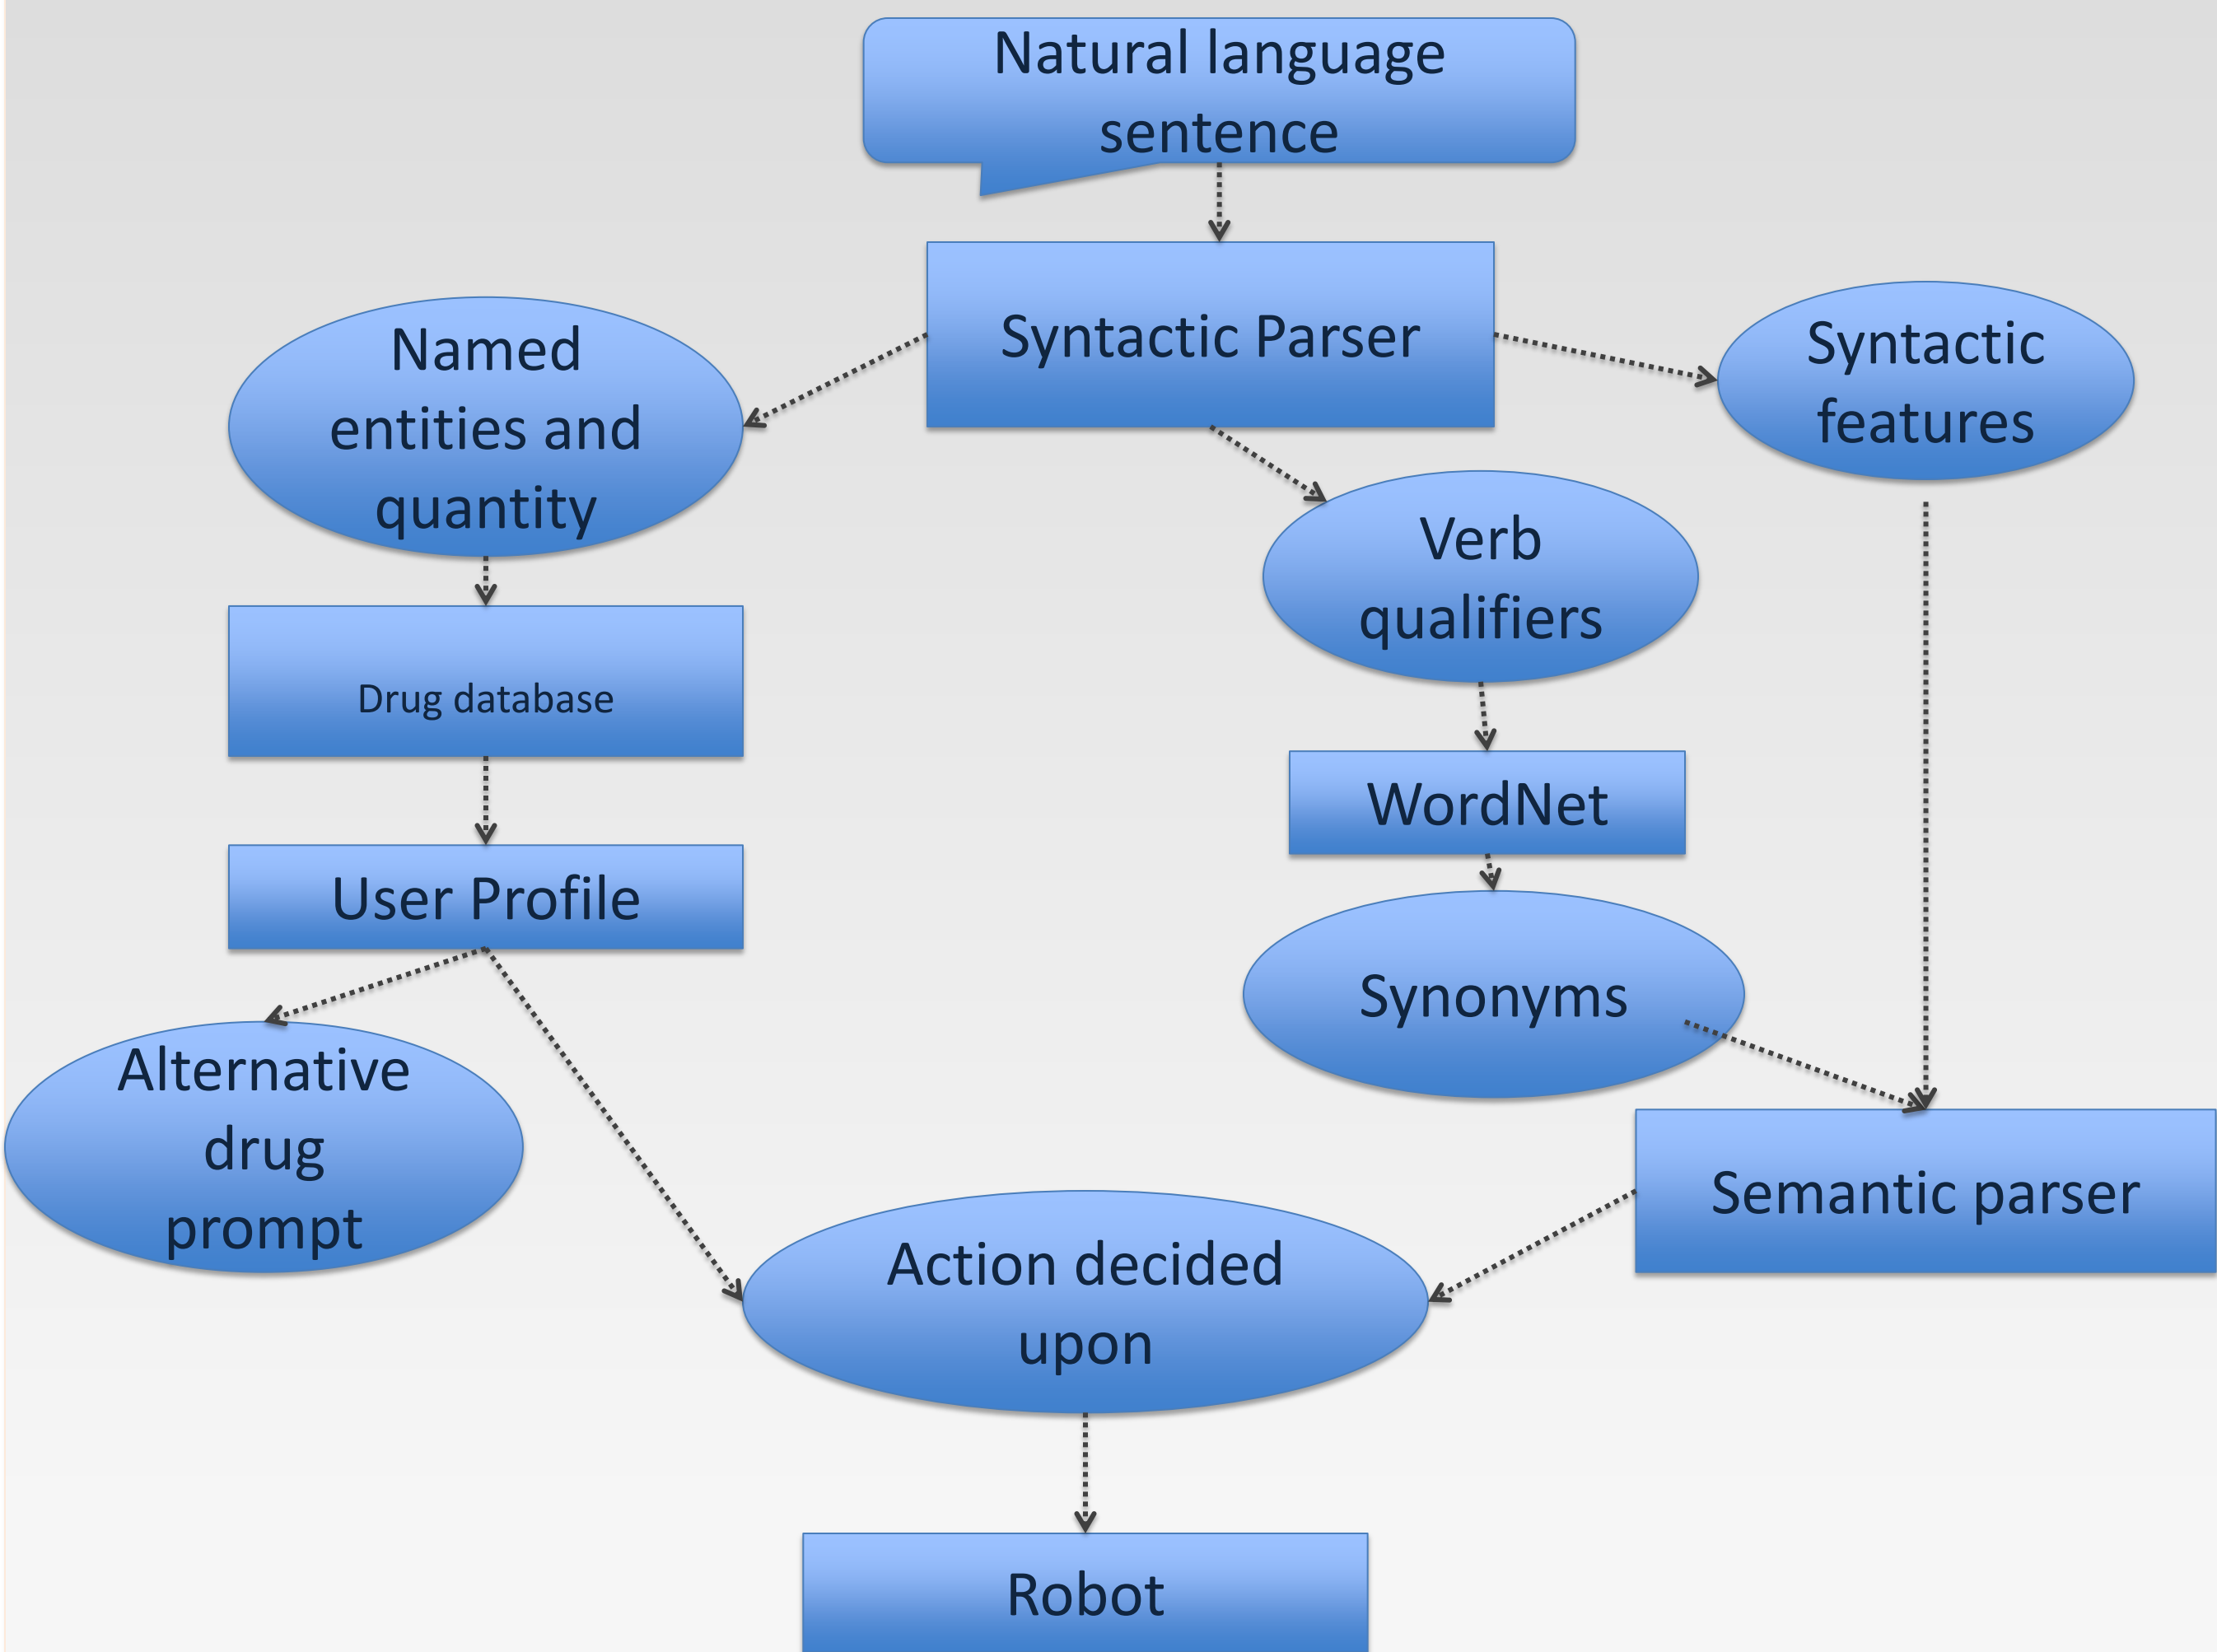 Natural language
sentence
Syntactic Parser
Named
entities and
quantity
Syntactic
features
Verb
qualifiers
Drug database
WordNet
User Profile
Synonyms
Alternative
drug
prompt
Semantic parser
Action decided
upon
Robot